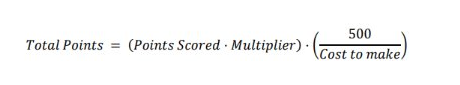 Total Points = (Points Scored · Multiplier) · (500 / Cost to make)